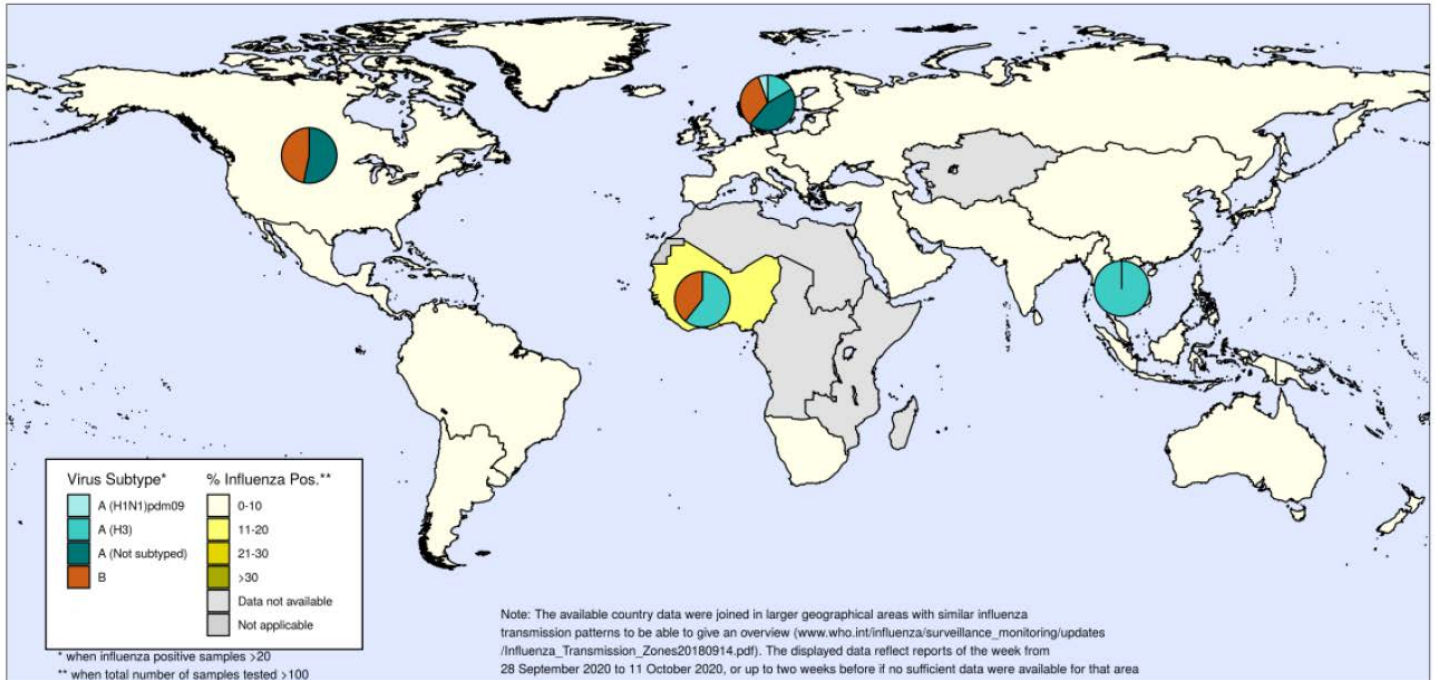 Virus Subtype*
A (H1N1)pdm09
A (H3)
A (Not subtyped)
B
% Influenza Pos.**
0-10
11-20
21-30
>30
Data not available
Not applicable
* when influenza positive samples >20
** when total number of samples tested >100
Note: The available country data were joined in larger geographical areas with similar influenza
transmission patterns to be able to give an overview (www.who.int/influenza/surveillance_monitoring/updates
/Influenza_Transmission_Zones20180914.pdf). The displayed data reflect reports of the week from
28 September 2020 to 11 October 2020, or up to two weeks before if no sufficient data were available for that area